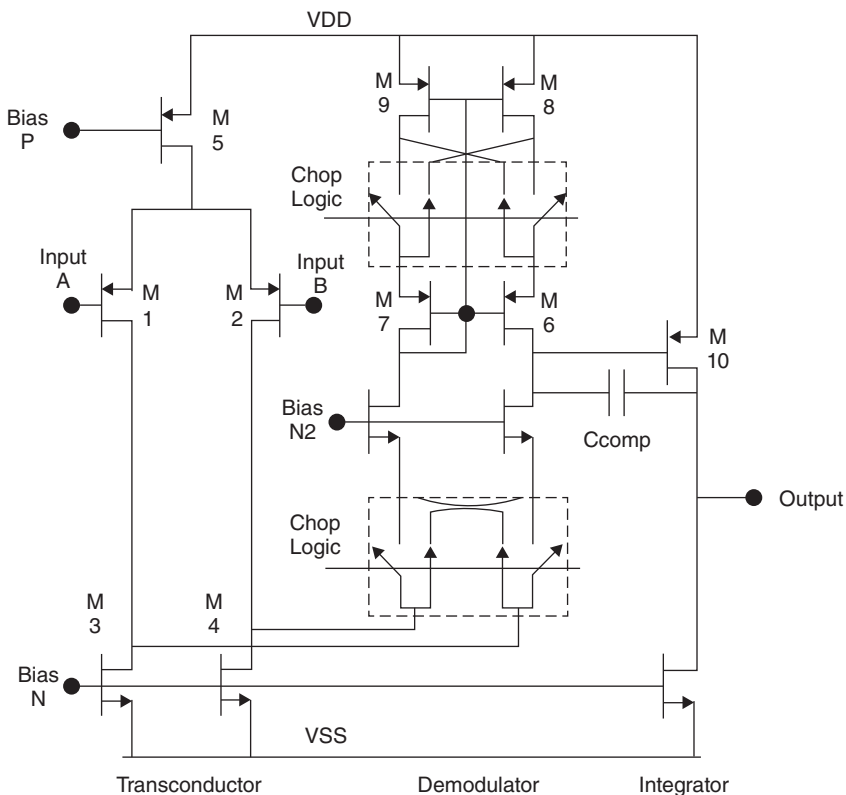 VDD
M
9
M
8
Bias
P
M
5
Chop
Logic
Input
A
M
1
M
2
Input
B
M
7
M
6
M
10
Bias
N2
Ccomp
Output
Chop
Logic
M
3
M
4
Bias
N
VSS
Transconductor
Demodulator
Integrator